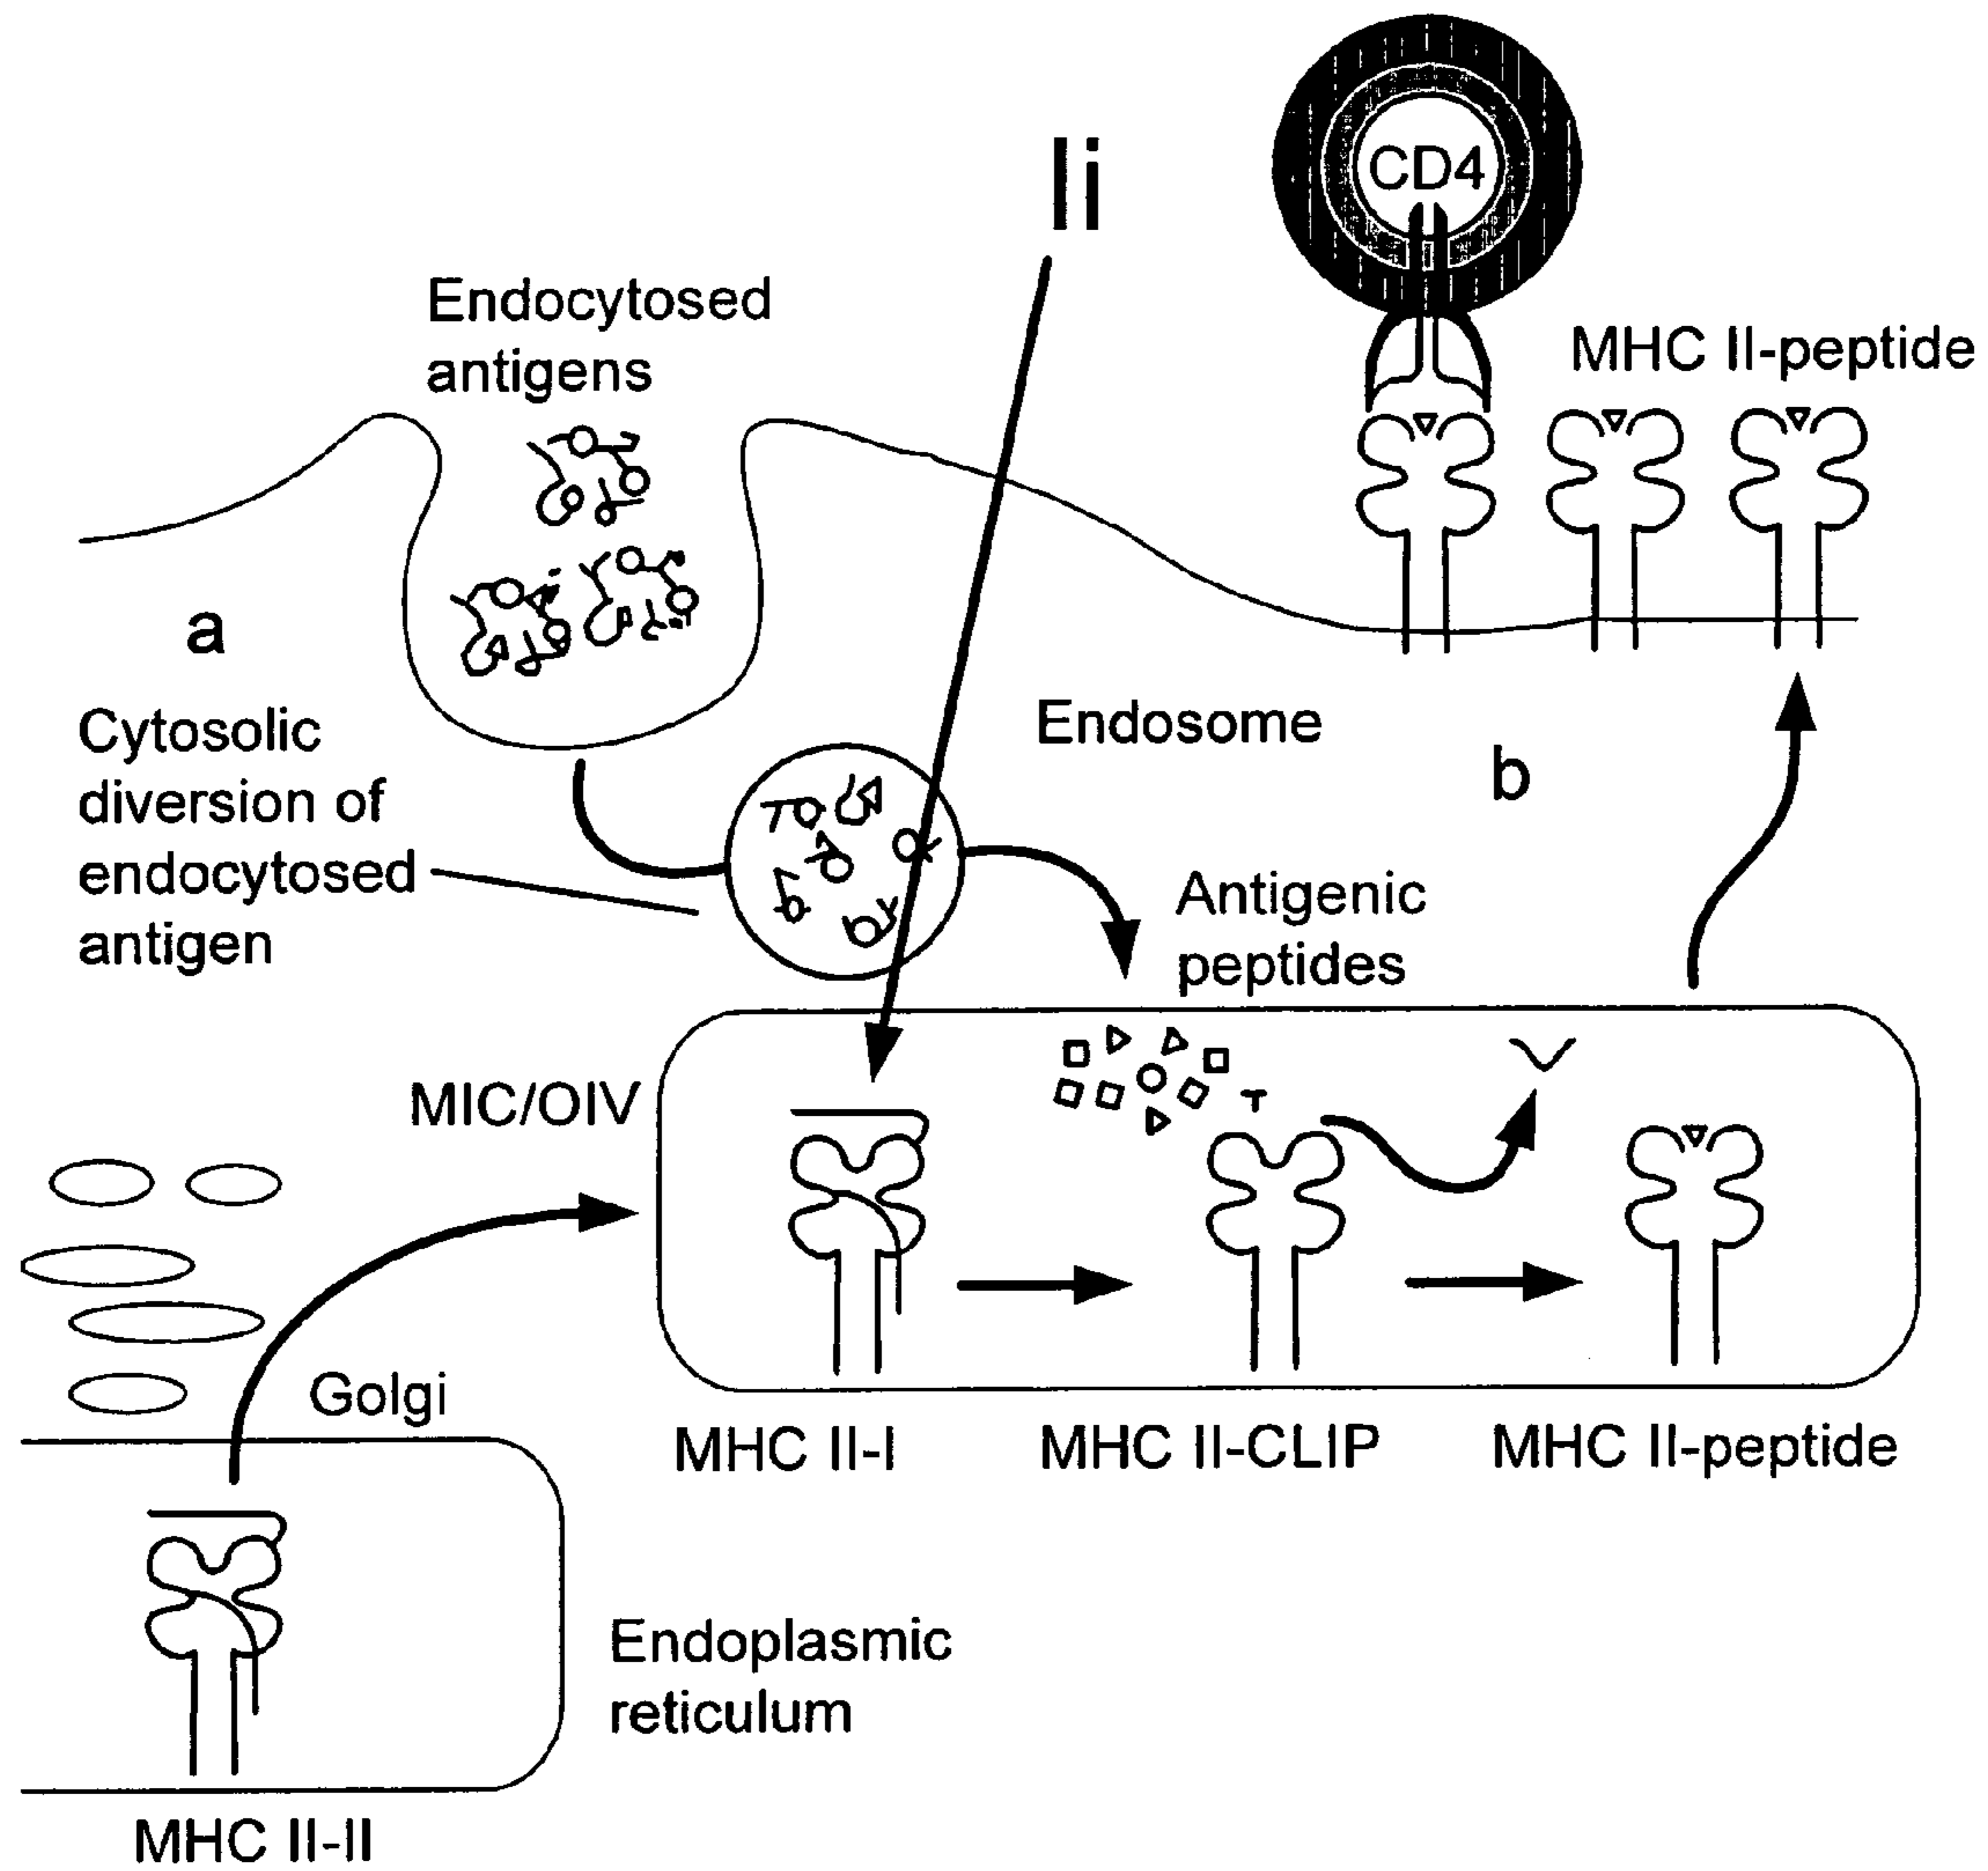 Ii
CD4
Endocytosed
antigens
MHC II-peptide
a
Cytosolic
diversion of
endocytosed
antigen
Endosome
b
Antigenic
peptides
MIC/OIV
Golgi
MHC II-I
MHC II-CLIP
MHC II-peptide
Endoplasmic
reticulum
MHC II-II